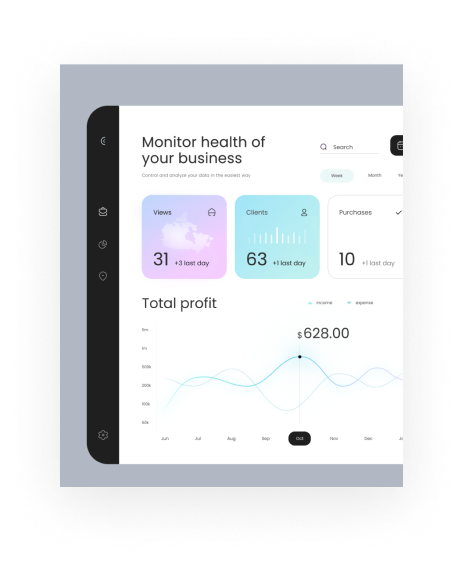 Monitor health of
your business
Control and analyze your data in the easiest way
Search
Week
Month
Views
31 +3 last day
Clients
63 +1 last day
Purchases
10 +1 last day
Total profit
income
expense
$628.00
5m
1m
500k
200k
100k
50k
Jun
Jul
Aug
Sep
Oct
Nov
Dec